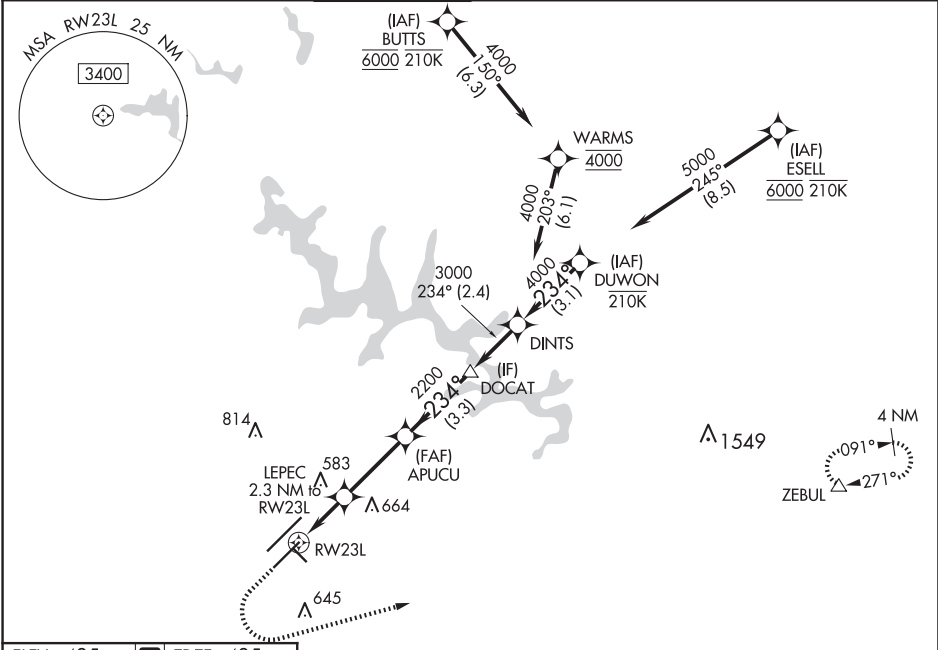 MSA RW23L 25 NM
3400
(IAF)
BUTTS
6000 210K
4000
150°
(6.3)
WARMS
4000
4000
203°
(6.1)
5000
245°
(8.5)
(IAF)
ESELL
6000 210K
3000
234° (2.4)
4000
234°
(3.1)
(IAF)
DUWON
210K
DINTS
(IF)
DOCAT
2200
234°
(3.3)
(FAF)
APUCU
814
583
LEPEC
2.3 NM to
RW23L
664
RW23L
645
1549
4 NM
091°
271°
ZEBUL